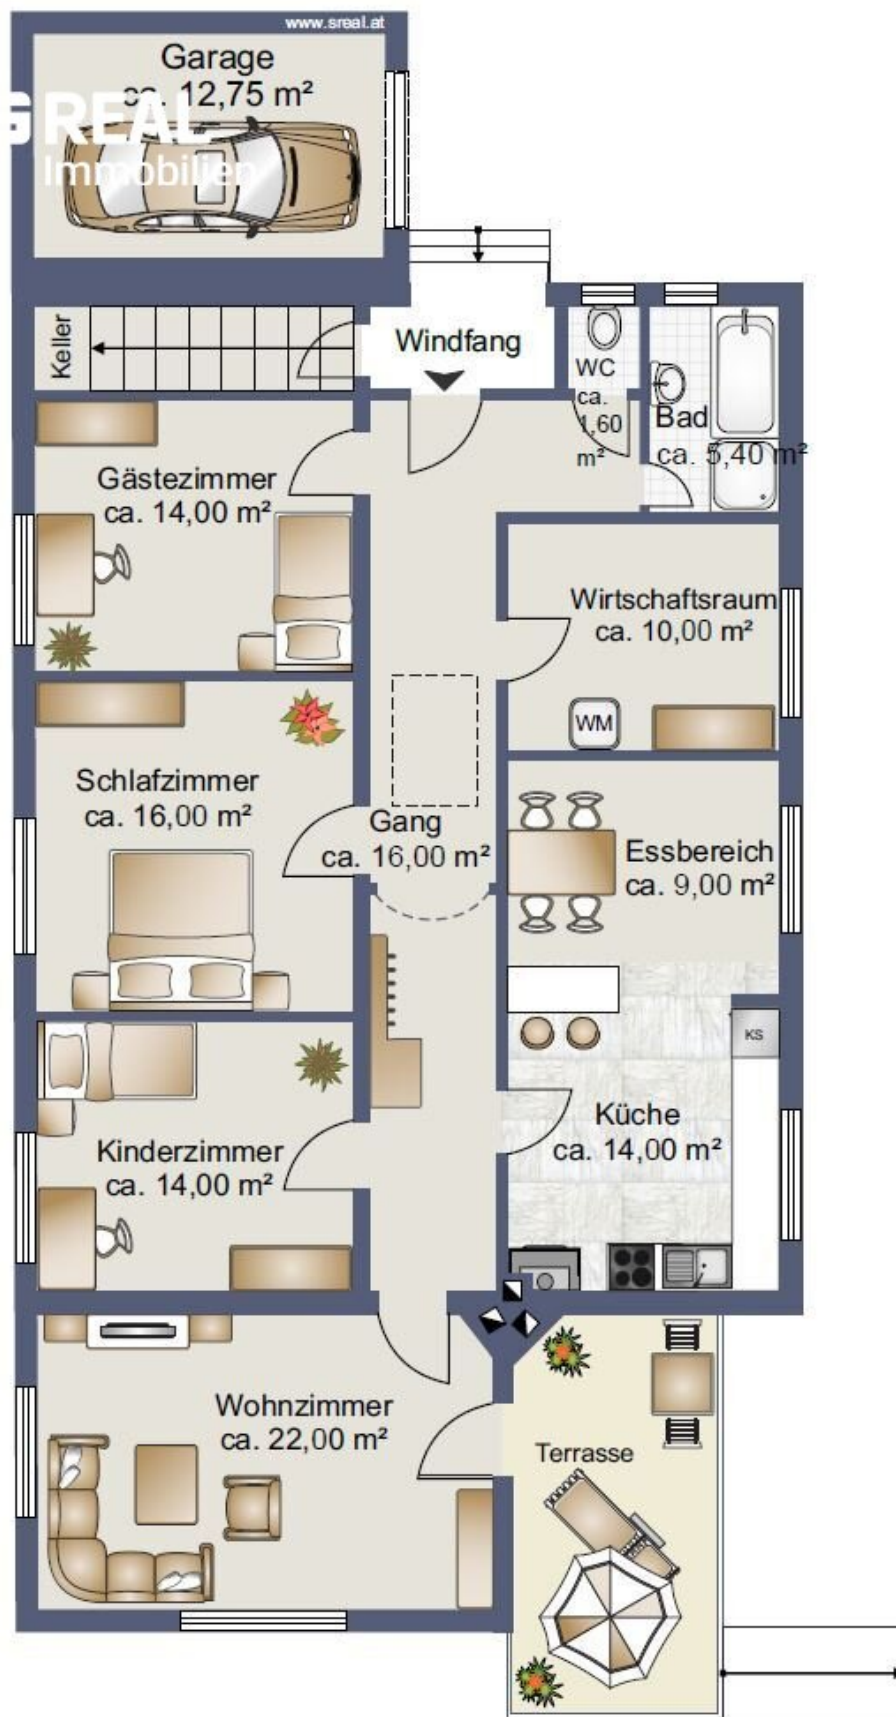 www.sreal.at
Garage
ca. 12,75 m²
REAL
Immobilien
Keller
Windfang
WC
ca.
1,60
m²
Bad
ca. 5,40 m²
Gästezimmer
ca. 14,00 m²
Wirtschaftsraum
ca. 10,00 m²
WM
Schlafzimmer
ca. 16,00 m²
Gang
ca. 16,00 m²
Essbereich
ca. 9,00 m²
KS
Küche
ca. 14,00 m²
Kinderzimmer
ca. 14,00 m²
Wohnzimmer
ca. 22,00 m²
Terrasse